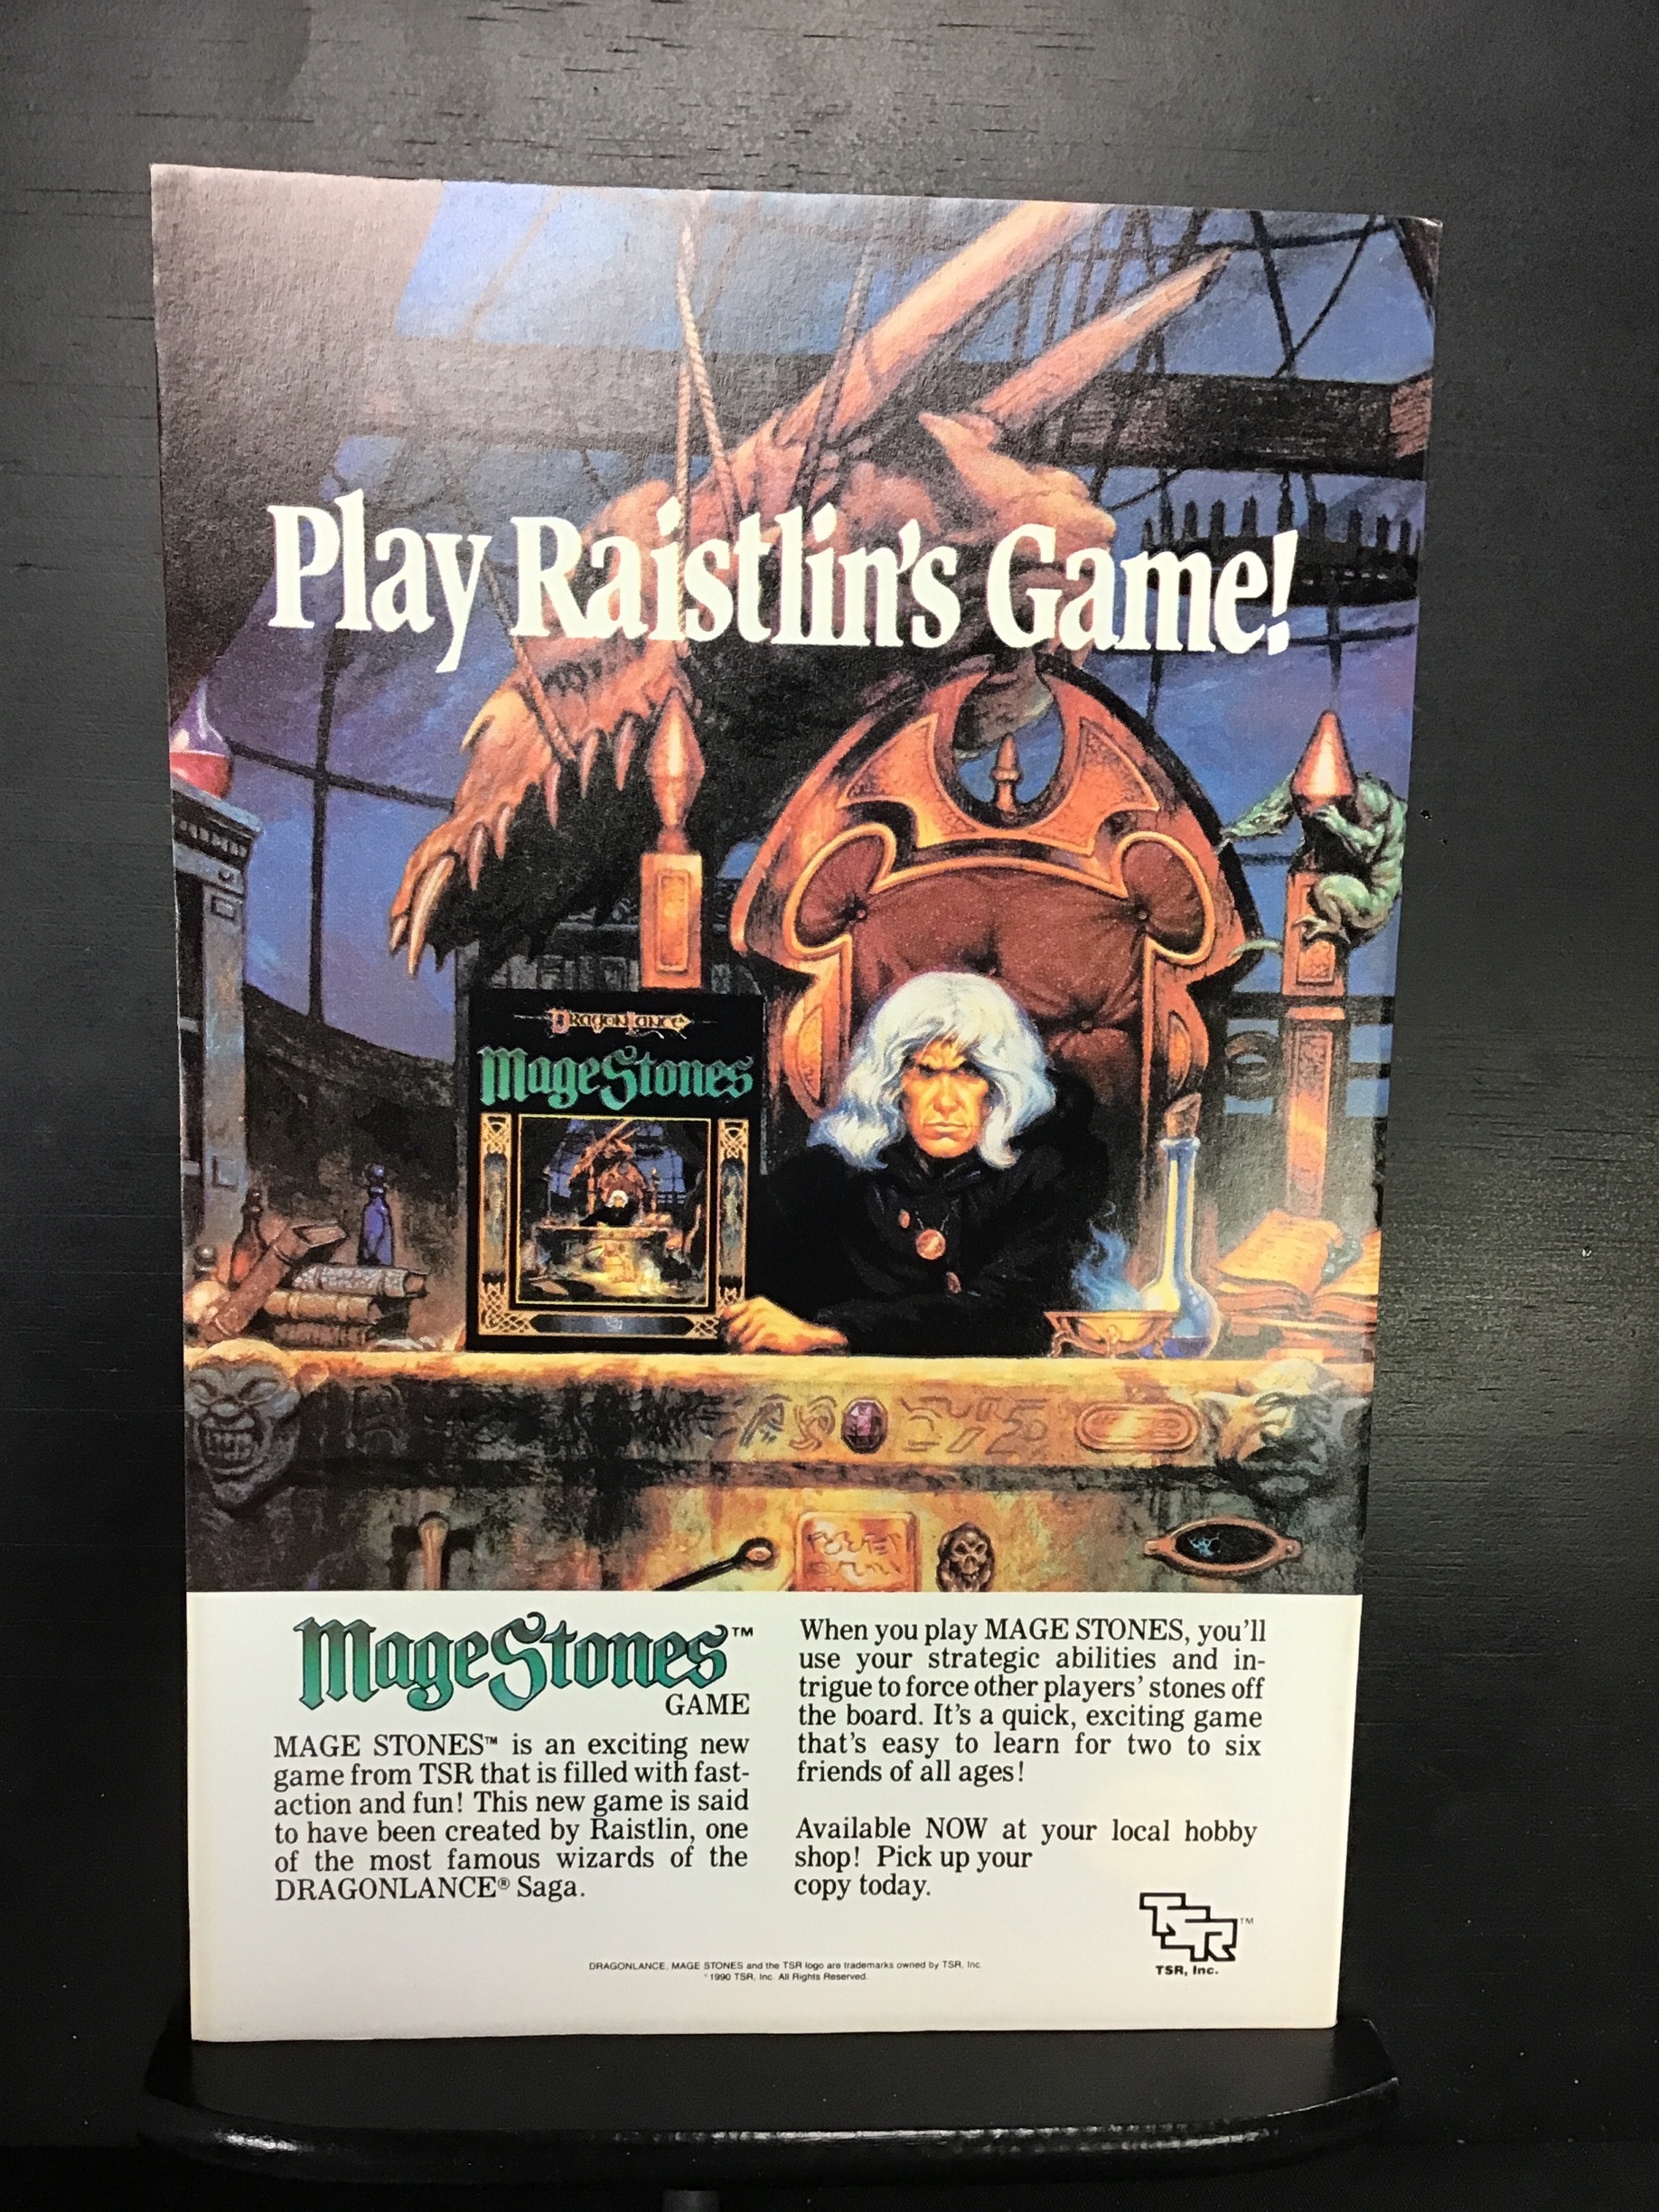 Play Raistlin's Game!
DRAGONLANCE
MageStones
MageStones™
GAME
MAGE STONES™ is an exciting new
game from TSR that is filled with fast-
action and fun! This new game is said
to have been created by Raistlin, one
of the most famous wizards of the
DRAGONLANCE® Saga.
When you play MAGE STONES, you'll
use your strategic abilities and in-
trigue to force other players' stones off
the board. It's a quick, exciting game
that's easy to learn for two to six
friends of all ages!
Available NOW at your local hobby
shop! Pick up your
copy today.
TSR™
TSR, Inc.
DRAGONLANCE, MAGE STONES and the TSR logo are trademarks owned by TSR, Inc.
1990 TSR, Inc. All Rights Reserved.